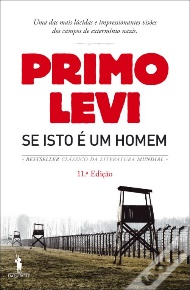 Uma das mais lúcidas e impressionantes visões
dos campos de extermínio nazis.
PRIMO
LEVI
SE ISTO É UM HOMEM
• BESTSELLER CLÁSSICO DA LITERATURA MUNDIAL •
11.ª Edição